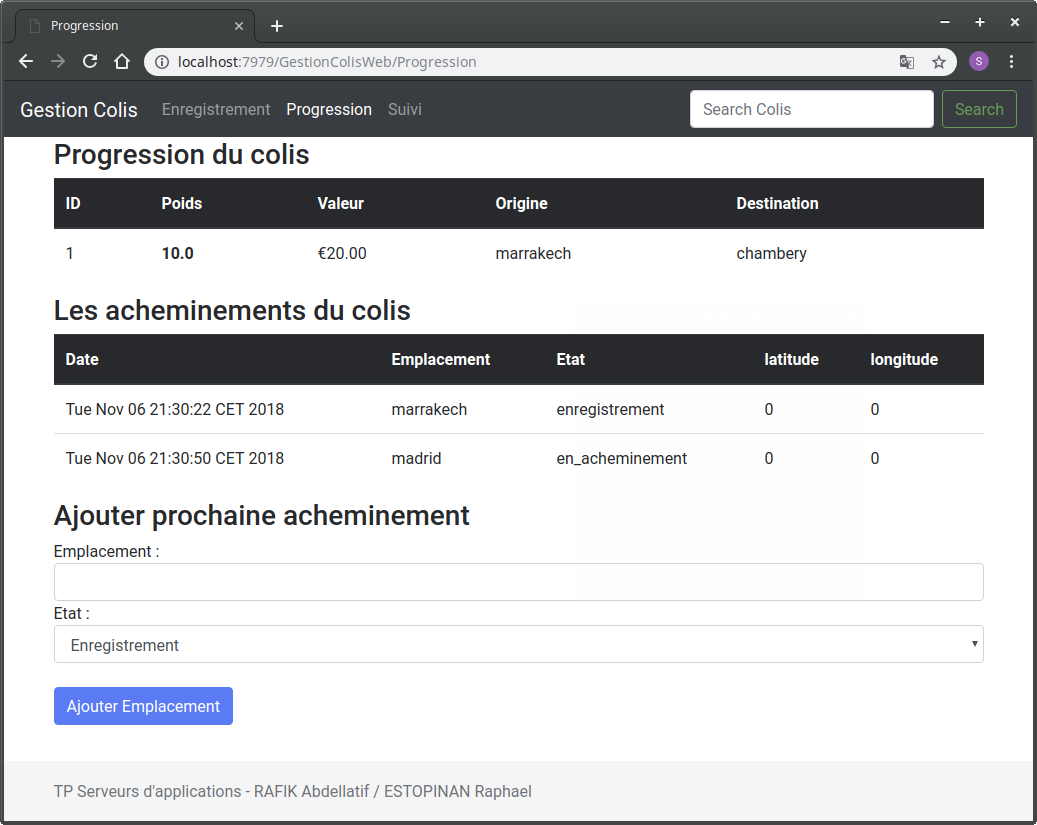 Progression
localhost:7979/GestionColisWeb/Progression
S
Gestion Colis Enregistrement Progression Suivi Search Colis Search
Progression du colis
ID Poids Valeur Origine Destination
1 10.0 €20.00 marrakech chambery
Les acheminements du colis
Date Emplacement Etat latitude longitude
Tue Nov 06 21:30:22 CET 2018 marrakech enregistrement 0 0
Tue Nov 06 21:30:50 CET 2018 madrid en_acheminement 0 0
Ajouter prochaine acheminement
Emplacement :
Etat :
Enregistrement
Ajouter Emplacement
TP Serveurs d'applications - RAFIK Abdellatif / ESTOPINAN Raphael